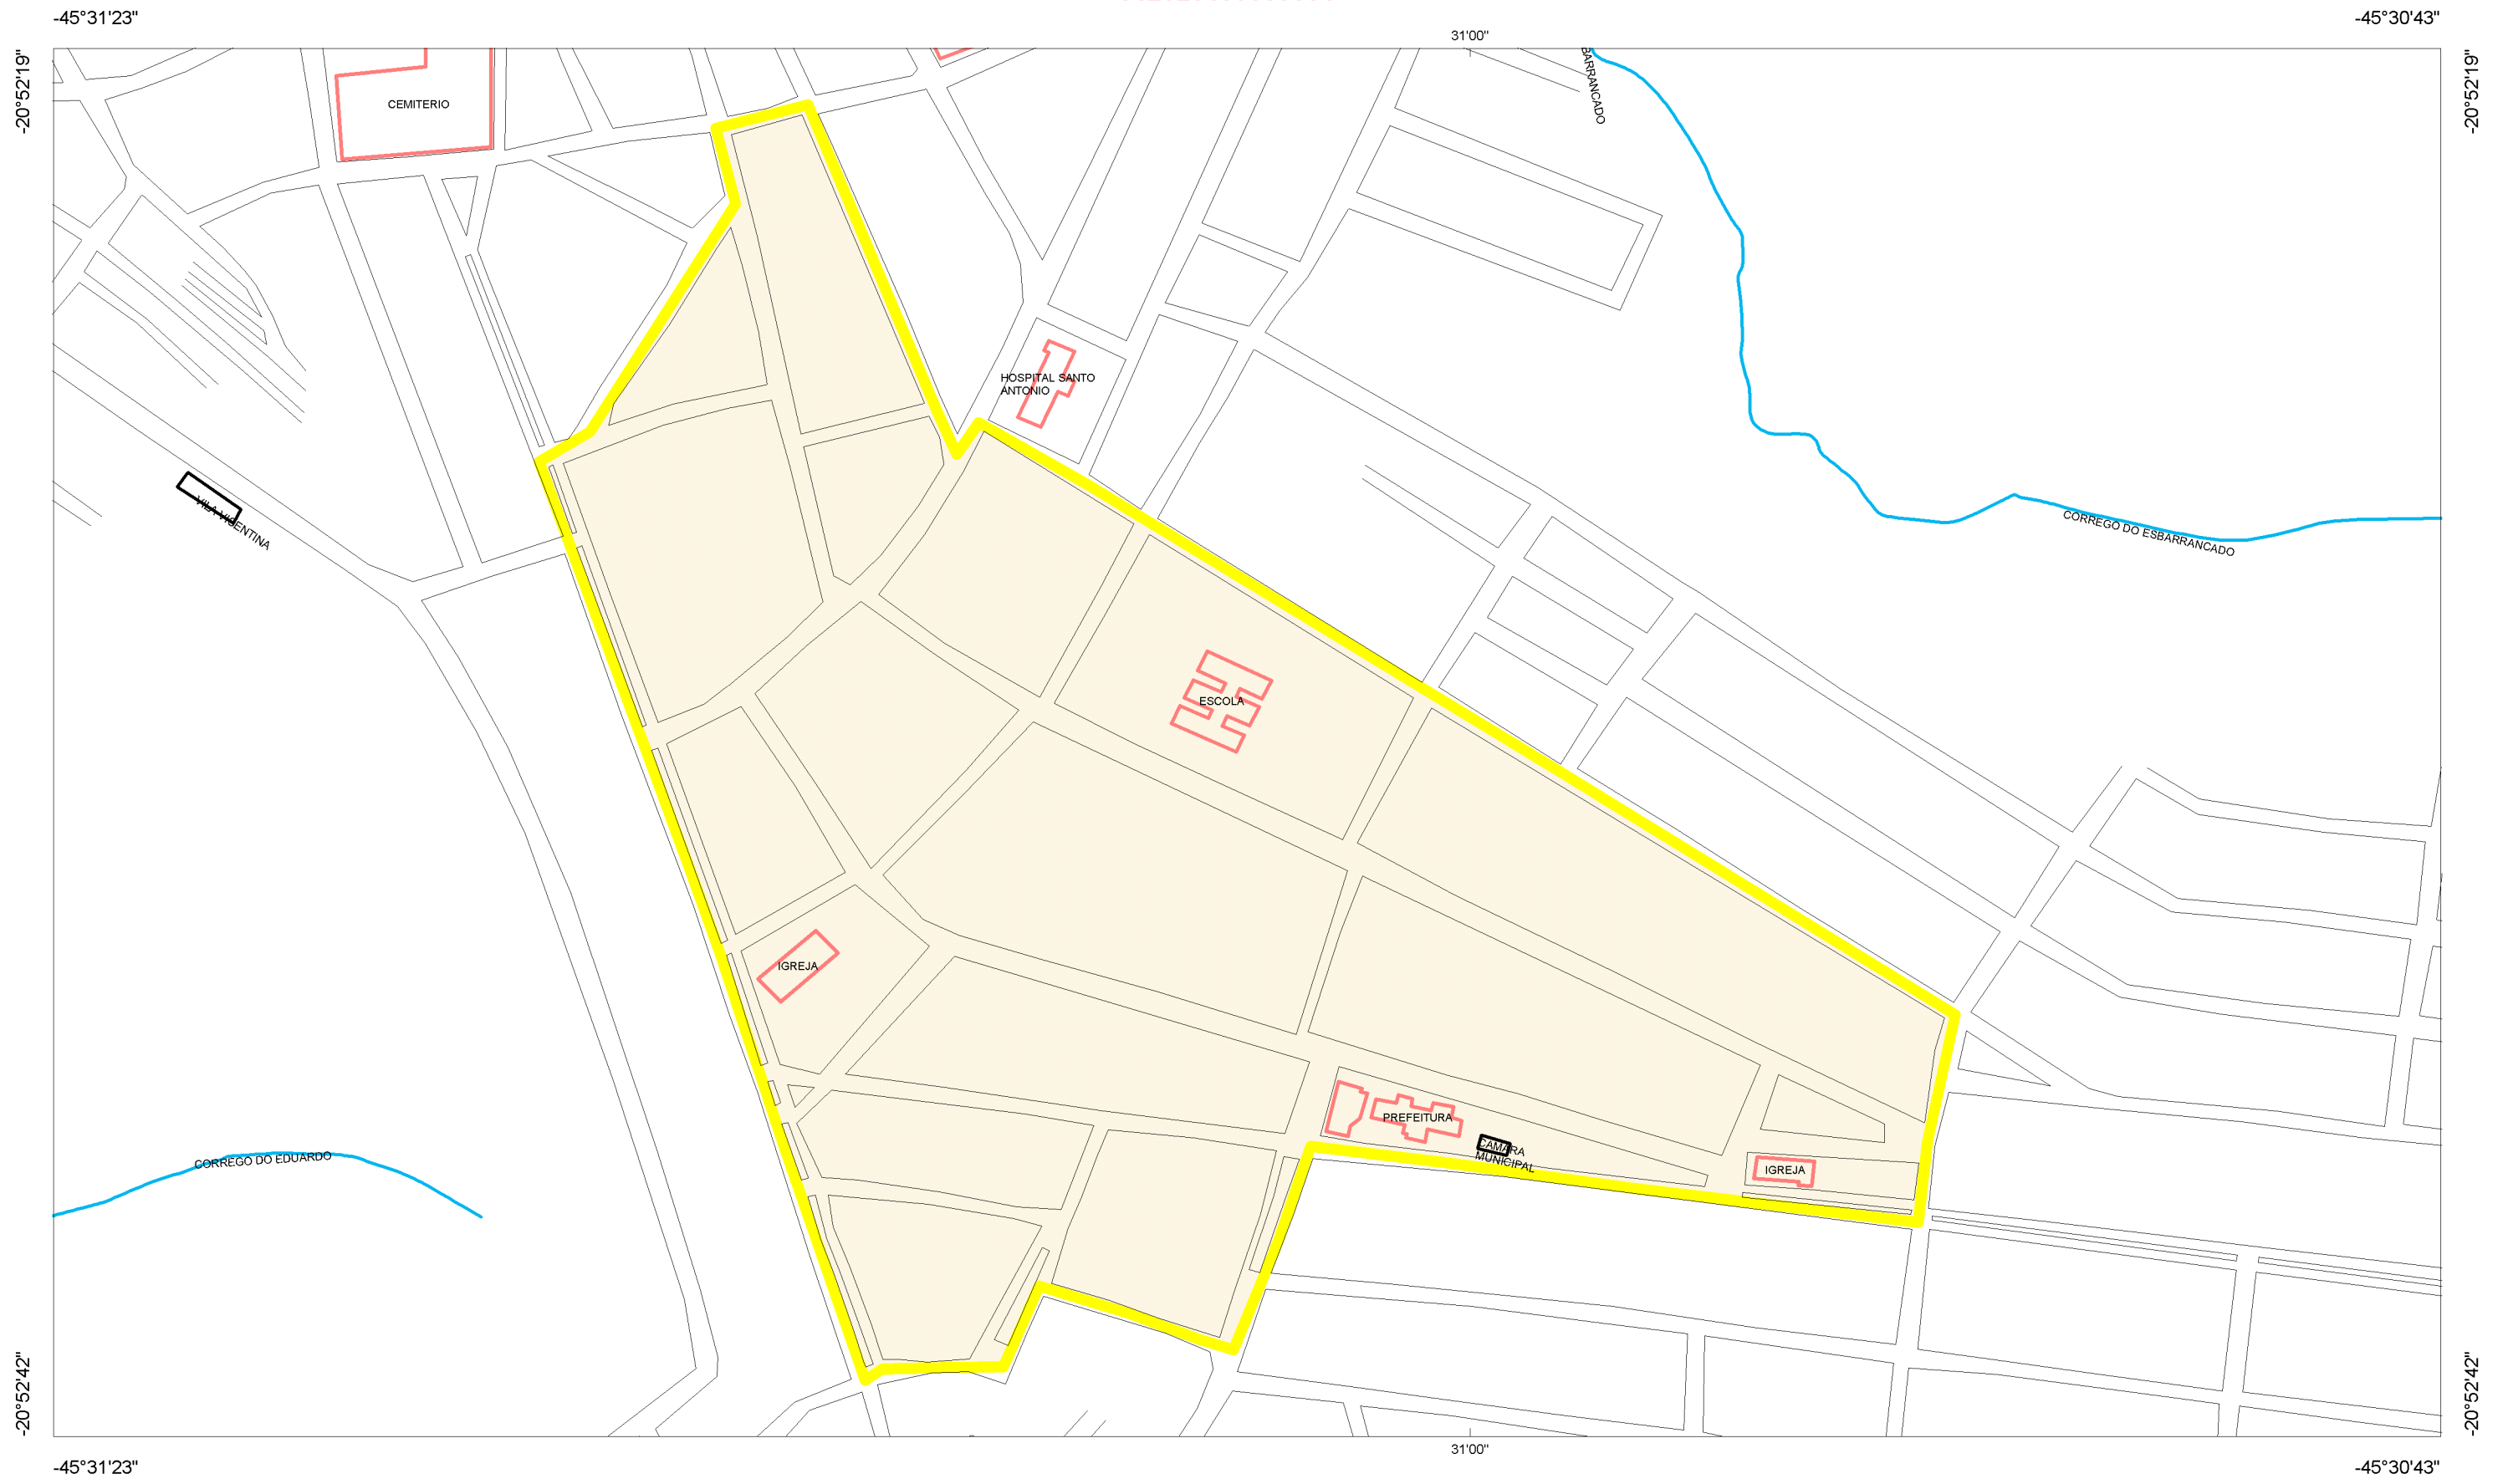 -45°31'23"
-45°30'43"
31'00"
-20°52'19"
-20°52'19"
CEMITERIO
BARRANCADO
HOSPITAL SANTO
ANTONIO
VILA VICENTINA
CORREGO DO ESBARRANCADO
ESCOLA
IGREJA
PREFEITURA
CAMARA
MUNICIPAL
IGREJA
CORREGO DO EDUARDO
-20°52'42"
-20°52'42"
31'00"
-45°31'23"
-45°30'43"